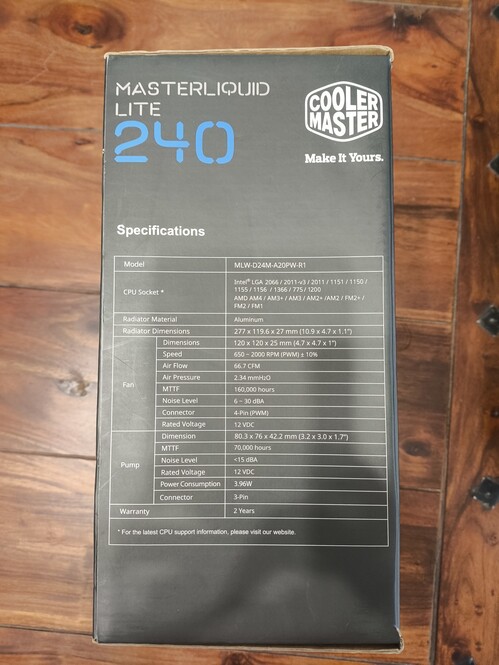 MASTERLIQUID
LITE
240
COOLER
MASTER
Make It Yours.
Specifications
Model MLW-D24M-A20PW-R1
CPU Socket * Intel® LGA 2066 / 2011-v3 / 2011 / 1151 / 1150 /
1155 / 1156 / 1366 / 775 / 1200
AMD AM4 / AM3+ / AM3 / AM2+ /AM2 / FM2+ /
FM2 / FM1
Radiator Material Aluminum
Radiator Dimensions 277 x 119.6 x 27 mm (10.9 x 4.7 x 1.1")
Fan Dimensions 120 x 120 x 25 mm (4.7 x 4.7 x 1")
Speed 650 ~ 2000 RPM (PWM) ± 10%
Air Flow 66.7 CFM
Air Pressure 2.34 mmH₂O
MTTF 160,000 hours
Noise Level 6 ~ 30 dBA
Connector 4-Pin (PWM)
Rated Voltage 12 VDC
Pump Dimension 80.3 x 76 x 42.2 mm (3.2 x 3.0 x 1.7")
MTTF 70,000 hours
Noise Level <15 dBA
Rated Voltage 12 VDC
Power Consumption 3.96W
Connector 3-Pin
Warranty 2 Years
* For the latest CPU support information, please visit our website.